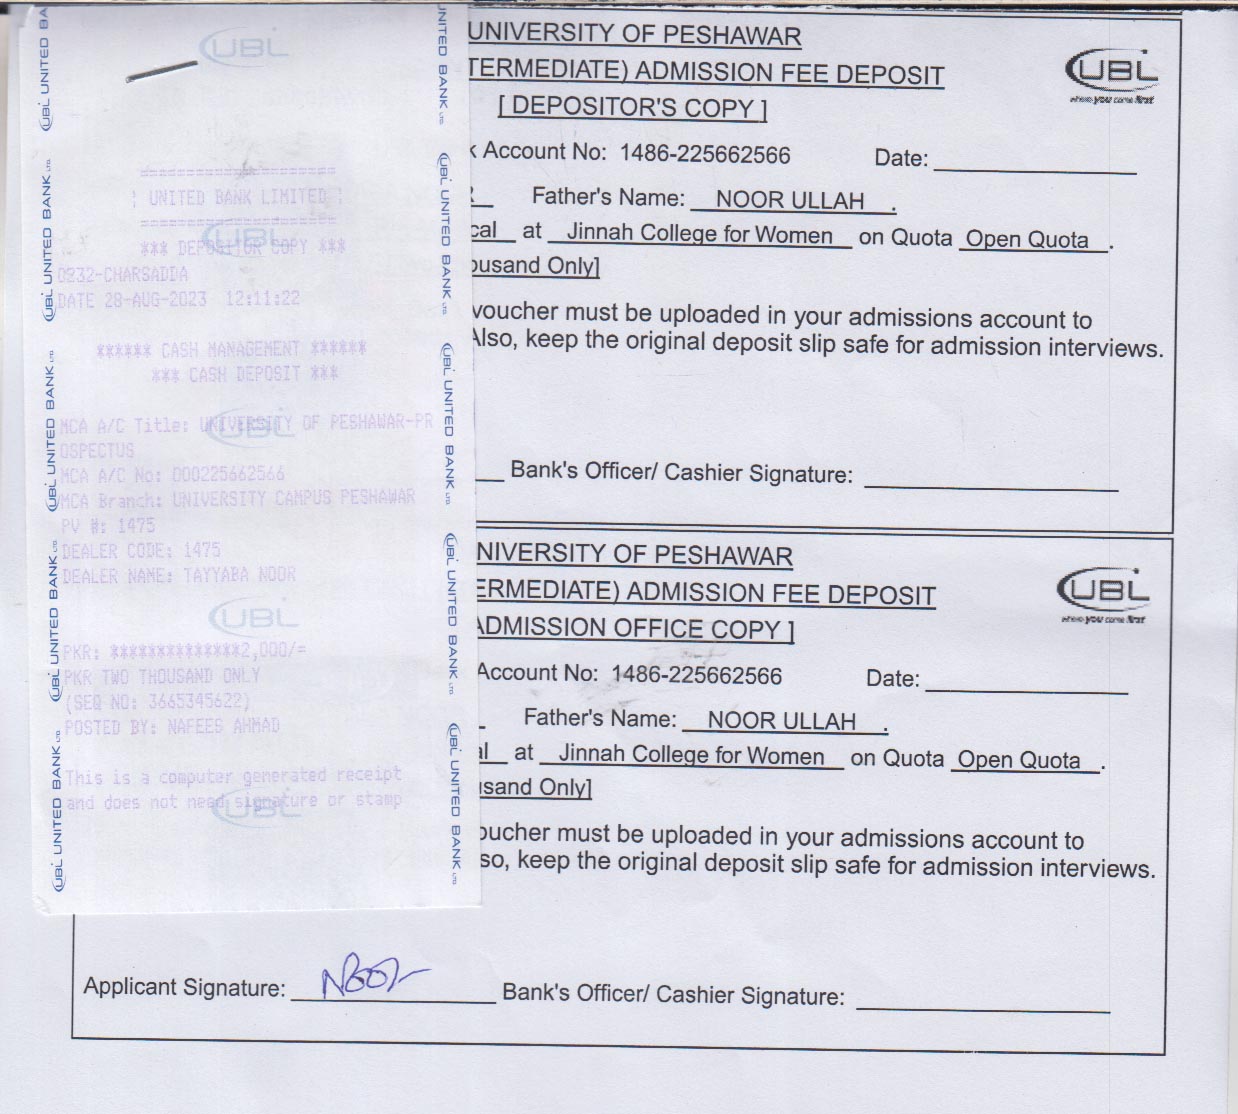 UBL
====================
| UNITED BANK LIMITED |
====================
*** DEPOSITOR COPY ***
0232-CHARSADDA
DATE 28-AUG-2023 12:11:22
****** CASH MANAGEMENT ******
*** CASH DEPOSIT ***
MCA A/C Title: UNIVERSITY OF PESHAWAR-PR
OSPECTUS
MCA A/C No: 000225662566
MCA Branch: UNIVERSITY CAMPUS PESHAWAR
PV #: 1475
DEALER CODE: 1475
DEALER NAME: TAYYABA NOOR
PKR: **************2,000/=
PKR TWO THOUSAND ONLY
(SEQ NO: 3665345622)
POSTED BY: NAFEES AHMAD
This is a computer generated receipt
and does not need signature or stamp
UBL UNITED BANK LTD
UNIVERSITY OF PESHAWAR
TERMEDIATE) ADMISSION FEE DEPOSIT
[ DEPOSITOR'S COPY ]
UBL
where you come first
Account No: 1486-225662566 Date:
Father's Name: NOOR ULLAH .
cal at Jinnah College for Women on Quota Open Quota .
ousand Only]
voucher must be uploaded in your admissions account to
Also, keep the original deposit slip safe for admission interviews.
Bank's Officer/ Cashier Signature:
NIVERSITY OF PESHAWAR
ERMEDIATE) ADMISSION FEE DEPOSIT
ADMISSION OFFICE COPY ]
UBL
where you come first
Account No: 1486-225662566 Date:
Father's Name: NOOR ULLAH .
al at Jinnah College for Women on Quota Open Quota .
usand Only]
oucher must be uploaded in your admissions account to
so, keep the original deposit slip safe for admission interviews.
Applicant Signature: Noor Bank's Officer/ Cashier Signature: